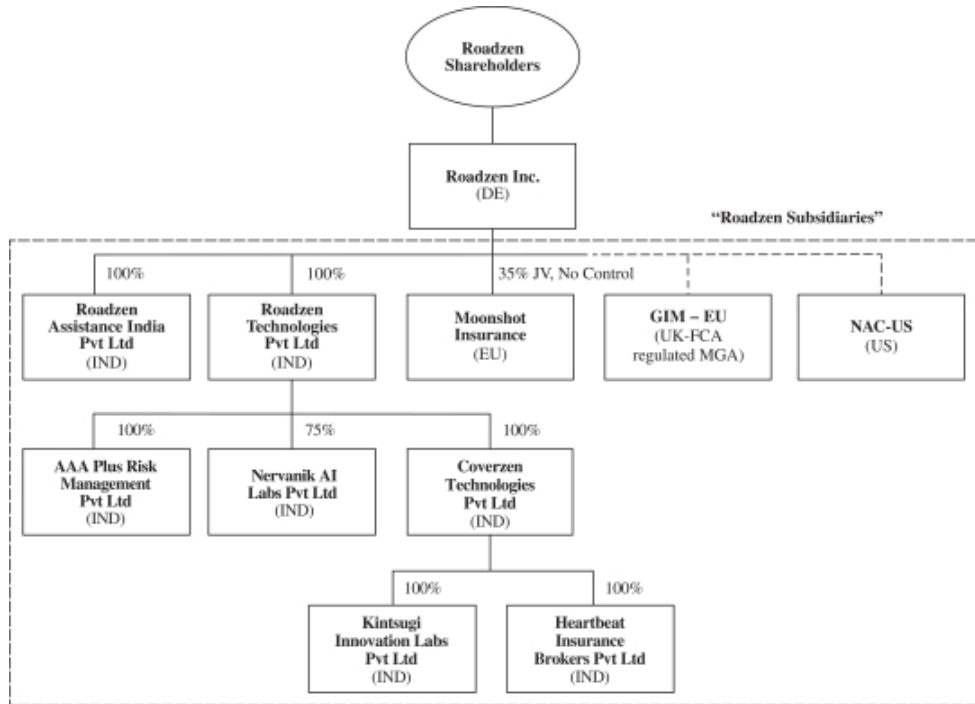 Roadzen
Shareholders
Roadzen Inc.
(DE)
“Roadzen Subsidiaries”
100%
100%
35% JV, No Control
Roadzen
Assistance India
Pvt Ltd
(IND)
Roadzen
Technologies
Pvt Ltd
(IND)
Moonshot
Insurance
(EU)
GIM – EU
(UK-FCA
regulated MGA)
NAC-US
(US)
100%
75%
100%
AAA Plus Risk
Management
Pvt Ltd
(IND)
Nervanik AI
Labs Pvt Ltd
(IND)
Coverzen
Technologies
Pvt Ltd
(IND)
100%
100%
Kintsugi
Innovation Labs
Pvt Ltd
(IND)
Heartbeat
Insurance
Brokers Pvt Ltd
(IND)